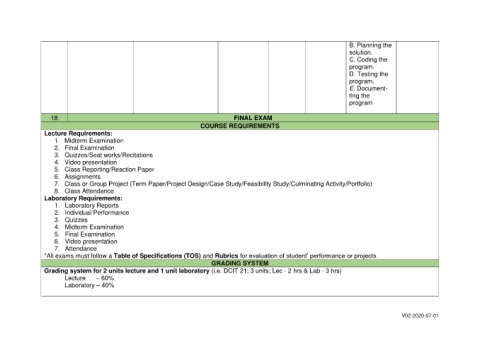 B. Planning the
solution.
C. Coding the
program.
D. Testing the
program.
E. Document-
ting the
program
18 FINAL EXAM
COURSE REQUIREMENTS
Lecture Requirements:
1. Midterm Examination
2. Final Examination
3. Quizzes/Seat works/Recitations
4. Video presentation
5. Class Reporting/Reaction Paper
6. Assignments
7. Class or Group Project (Term Paper/Project Design/Case Study/Feasibility Study/Culminating Activity/Portfolio)
8. Class Attendance
Laboratory Requirements:
1. Laboratory Reports
2. Individual Performance
3. Quizzes
4. Midterm Examination
5. Final Examination
6. Video presentation
7. Attendance
*All exams must follow a Table of Specifications (TOS) and Rubrics for evaluation of student' performance or projects.
GRADING SYSTEM
Grading system for 2 units lecture and 1 unit laboratory (i.e. DCIT 21; 3 units; Lec - 2 hrs & Lab - 3 hrs)
Lecture – 60%
Laboratory – 40%
V02-2020-07-01